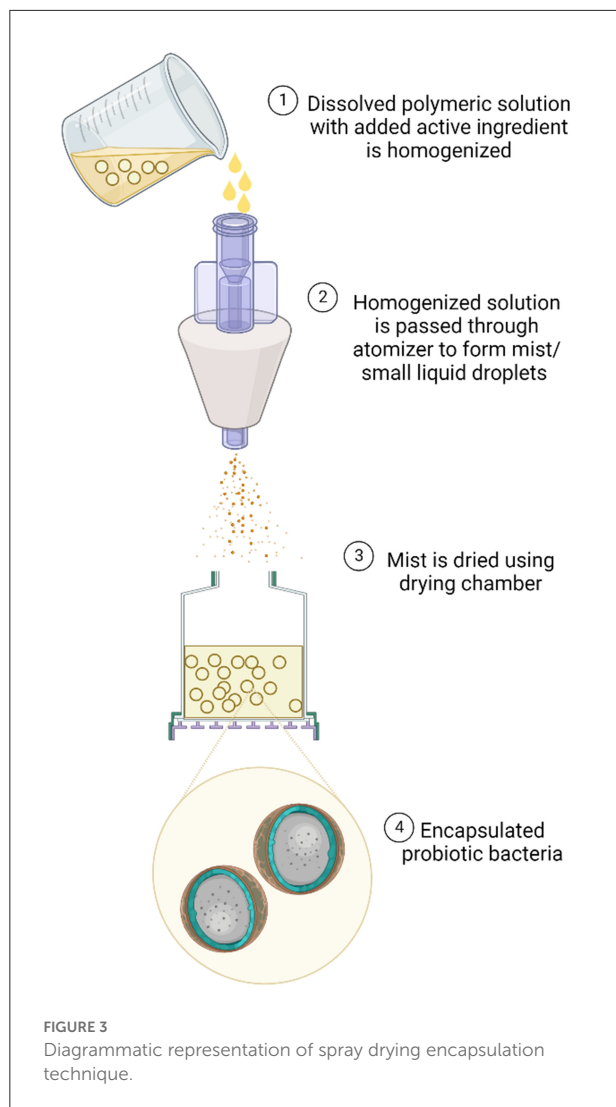 1 Dissolved polymeric solution
with added active ingredient
is homogenized
2 Homogenized solution
is passed through
atomizer to form mist/
small liquid droplets
3 Mist is dried using
drying chamber
4 Encapsulated
probiotic bacteria
FIGURE 3
Diagrammatic representation of spray drying encapsulation
technique.